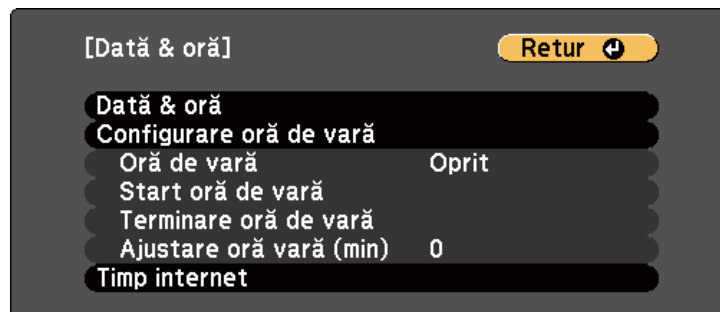 [Dată & oră]
Retur
Dată & oră
Configurare oră de vară
Oră de vară Oprit
Start oră de vară
Terminare oră de vară
Ajustare oră vară (min) 0
Timp internet